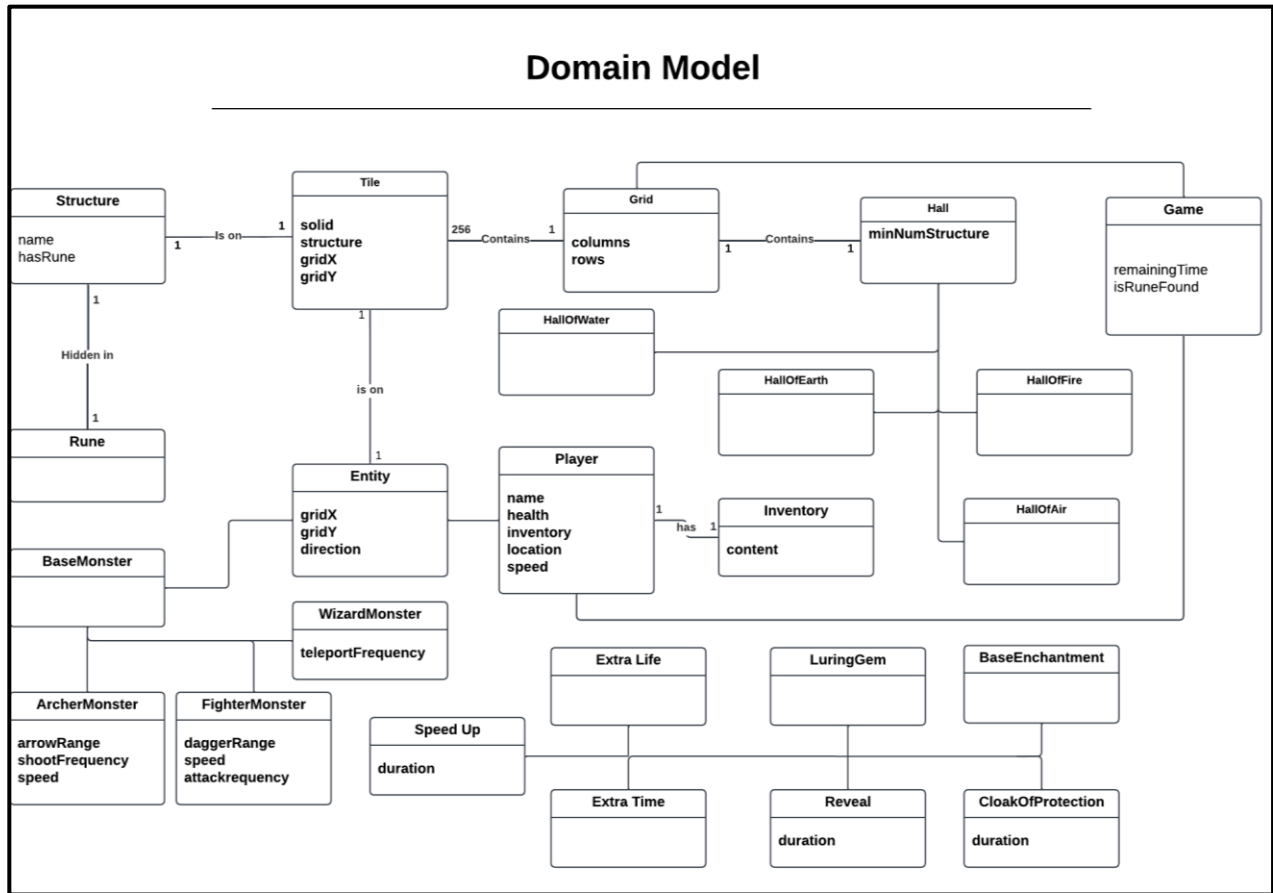 Domain Model
Structure
name
hasRune
1
Is on
1
Tile
solid
structure
gridX
gridY
256
Contains
1
Grid
columns
rows
1
Contains
1
Hall
minNumStructure
Game
remainingTime
isRuneFound
1
Hidden in
1
Rune
1
is on
1
HallOfWater
HallOfEarth
HallOfFire
HallOfAir
Entity
gridX
gridY
direction
Player
name
health
inventory
location
speed
1
has
1
Inventory
content
BaseMonster
WizardMonster
teleportFrequency
ArcherMonster
arrowRange
shootFrequency
speed
FighterMonster
daggerRange
speed
attackrequency
Speed Up
duration
Extra Life
LuringGem
BaseEnchantment
Extra Time
Reveal
duration
CloakOfProtection
duration